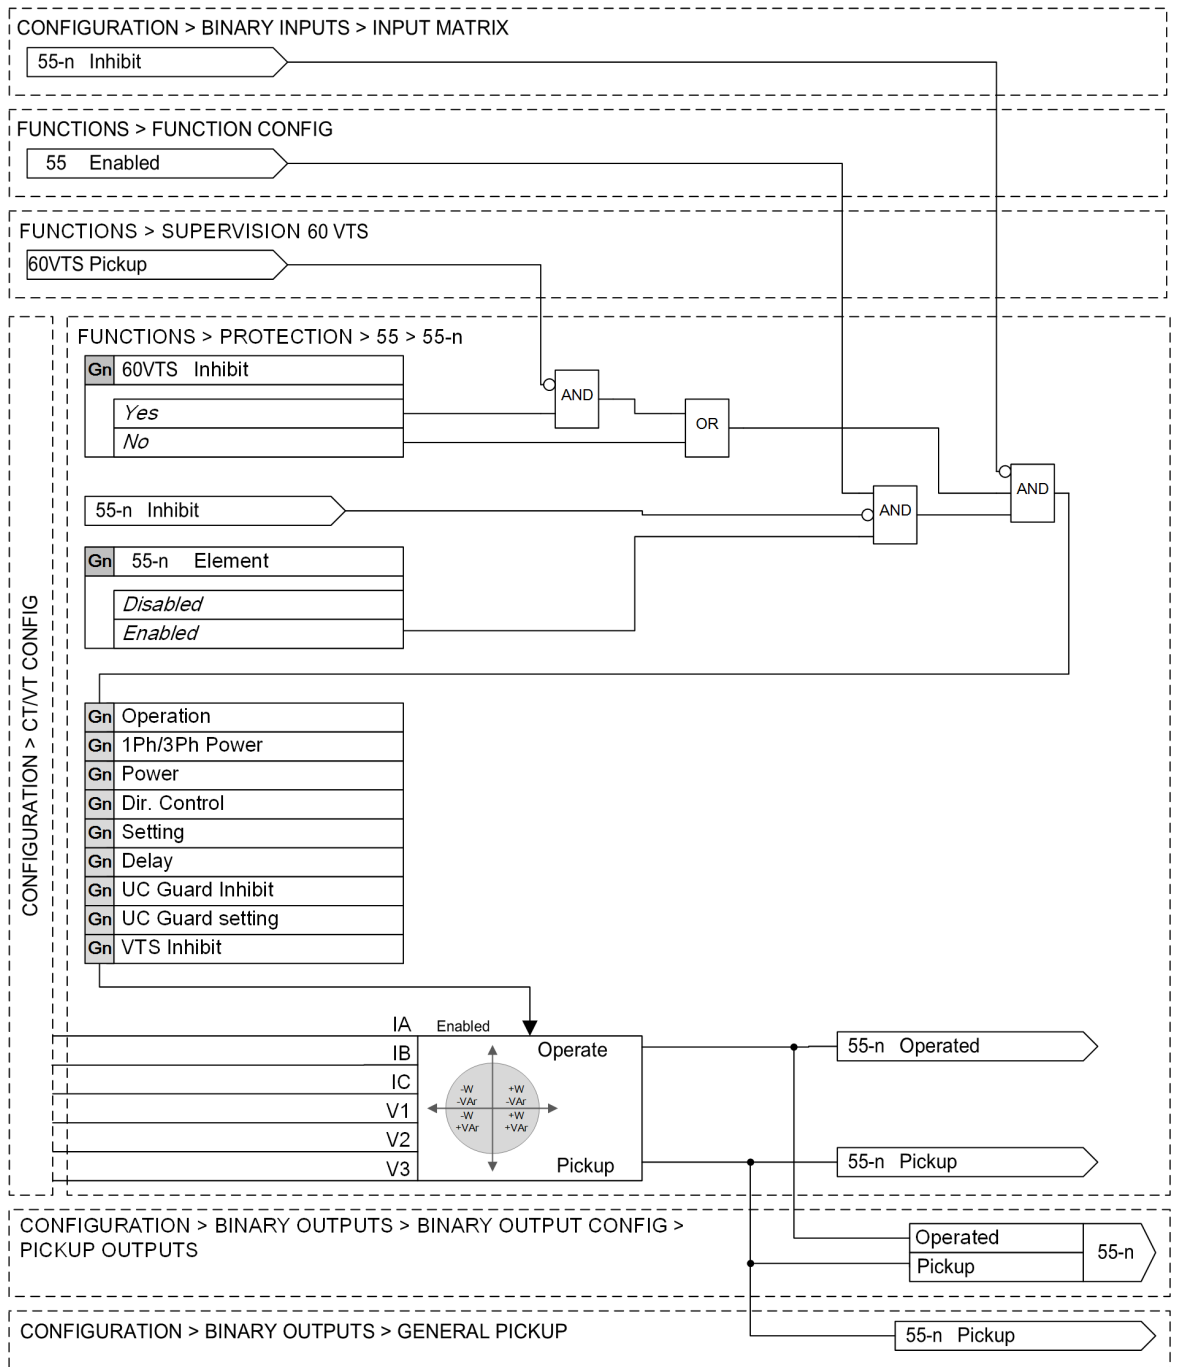 CONFIGURATION > BINARY INPUTS > INPUT MATRIX
55-n Inhibit
FUNCTIONS > FUNCTION CONFIG
55 Enabled
FUNCTIONS > SUPERVISION 60 VTS
60VTS Pickup
CONFIGURATION > CT/VT CONFIG
FUNCTIONS > PROTECTION > 55 > 55-n
Gn 60VTS Inhibit
Yes
No
AND
OR
AND
AND
55-n Inhibit
Gn 55-n Element
Disabled
Enabled
Gn Operation
Gn 1Ph/3Ph Power
Gn Power
Gn Dir. Control
Gn Setting
Gn Delay
Gn UC Guard Inhibit
Gn UC Guard setting
Gn VTS Inhibit
IA
IB
IC
V1
V2
V3
Enabled
Operate
-W
-VAr
+W
-VAr
-W
+VAr
+W
+VAr
Pickup
55-n Operated
55-n Pickup
CONFIGURATION > BINARY OUTPUTS > BINARY OUTPUT CONFIG >
PICKUP OUTPUTS
Operated
Pickup
55-n
CONFIGURATION > BINARY OUTPUTS > GENERAL PICKUP
55-n Pickup